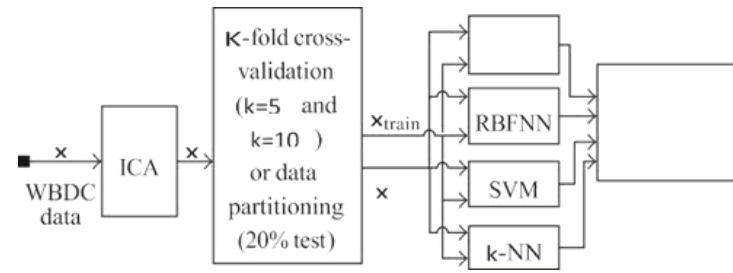 K-fold cross-
validation
(k=5 and
k=10 )
or data
partitioning
(20% test)
x
WBDC
data
ICA
x
xtrain
x
RBFNN
SVM
k-NN